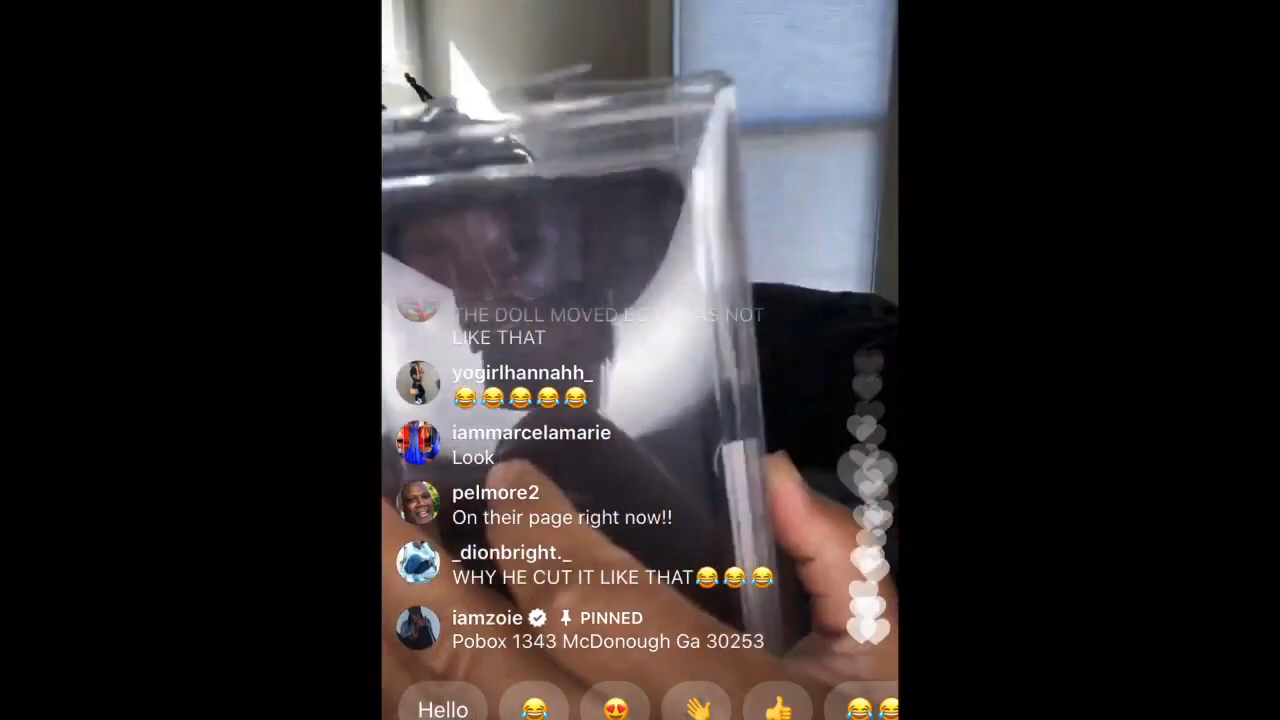 THE DOLL MOVED NOT
LIKE THAT
yogirlhannahh_
😂😂😂😂😂
iammarcelamarie
Look
pelmore2
On their page right now!!
_dionbright._
WHY HE CUT IT LIKE THAT😂😂😂
iamzoie PINNED
Pobox 1343 McDonough Ga 30253
Hello 😂 😍 👋 👍 😂😂